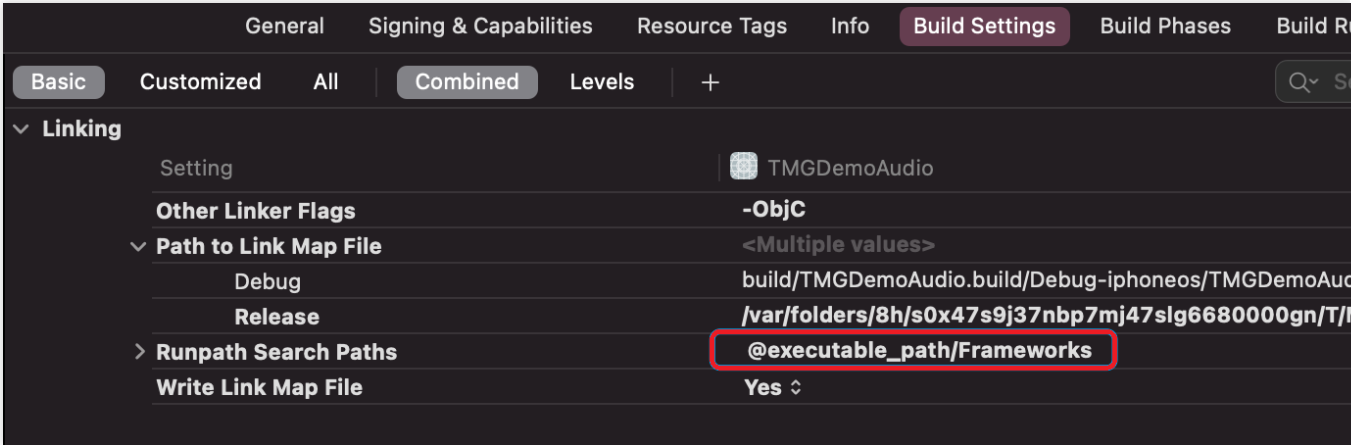 General Signing & Capabilities Resource Tags Info Build Settings Build Phases Build
Basic Customized All Combined Levels +
Linking
Setting TMGDemoAudio
Other Linker Flags -ObjC
Path to Link Map File <Multiple values>
Debug build/TMGDemoAudio.build/Debug-iphoneos/TMGDemoAud
Release /var/folders/8h/s0x47s9j37nbp7mj47slg6680000gn/T/
Runpath Search Paths @executable_path/Frameworks
Write Link Map File Yes